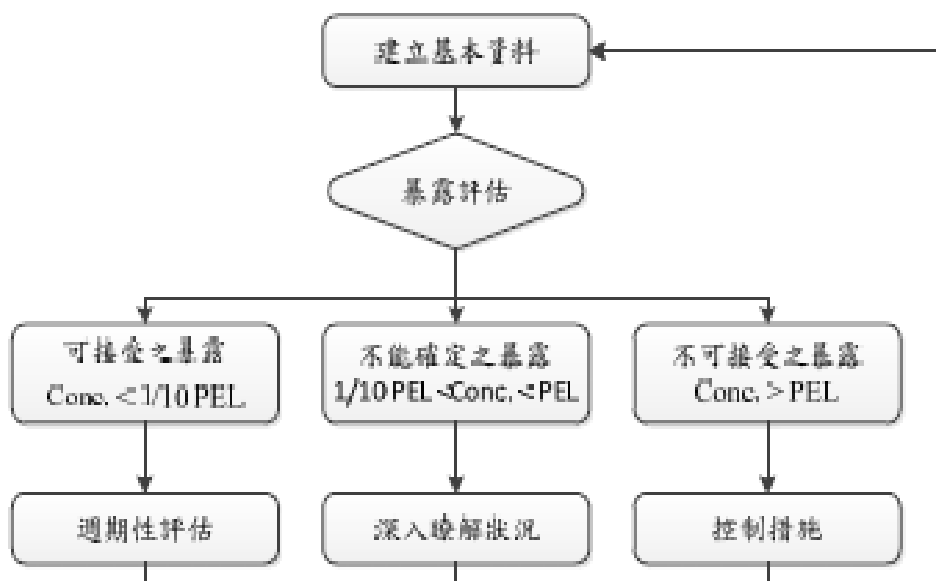 建立基本資料
暴露評估
可接受之暴露
Conc. < 1/10 PEL
不能確定之暴露
1/10 PEL <Conc. < PEL
不可接受之暴露
Conc. > PEL
週期性評估
深入瞭解狀況
控制措施